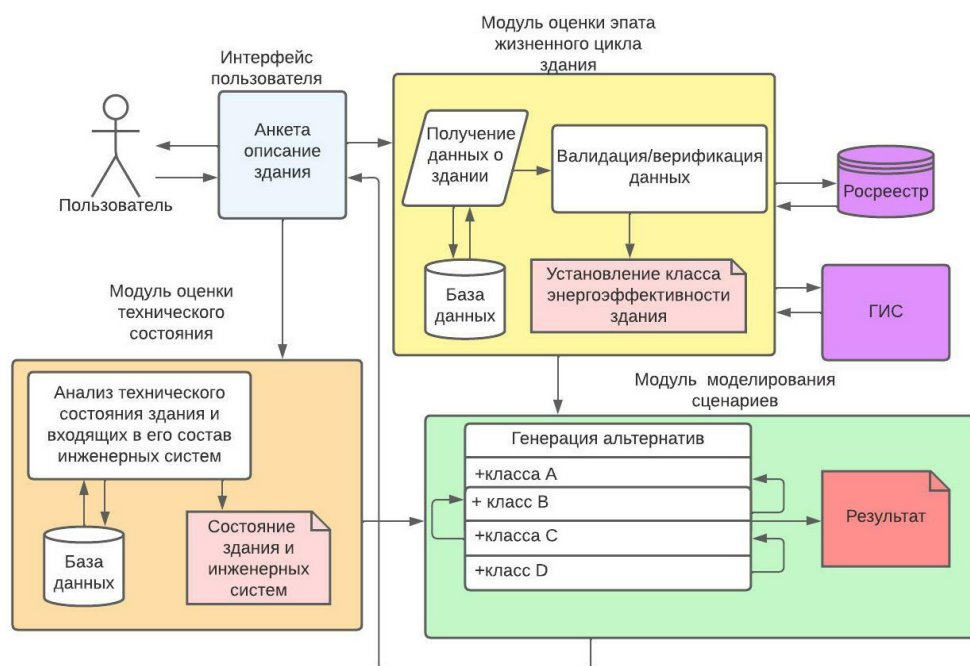 Модуль оценки эпата
жизненного цикла
здания
Интерфейс
пользователя
Анкета
описание
здания
Пользователь
Получение
данных о
здании
Валидация/верификация
данных
База
данных
Установление класса
энергоэффективности
здания
Росреестр
ГИС
Модуль оценки
технического
состояния
Анализ технического
состояния здания и
входящих в его состав
инженерных систем
База
данных
Состояние
здания и
инженерных
систем
Модуль моделирования
сценариев
Генерация альтернатив
+класса А
+ класс В
+класс С
+класс D
Результат